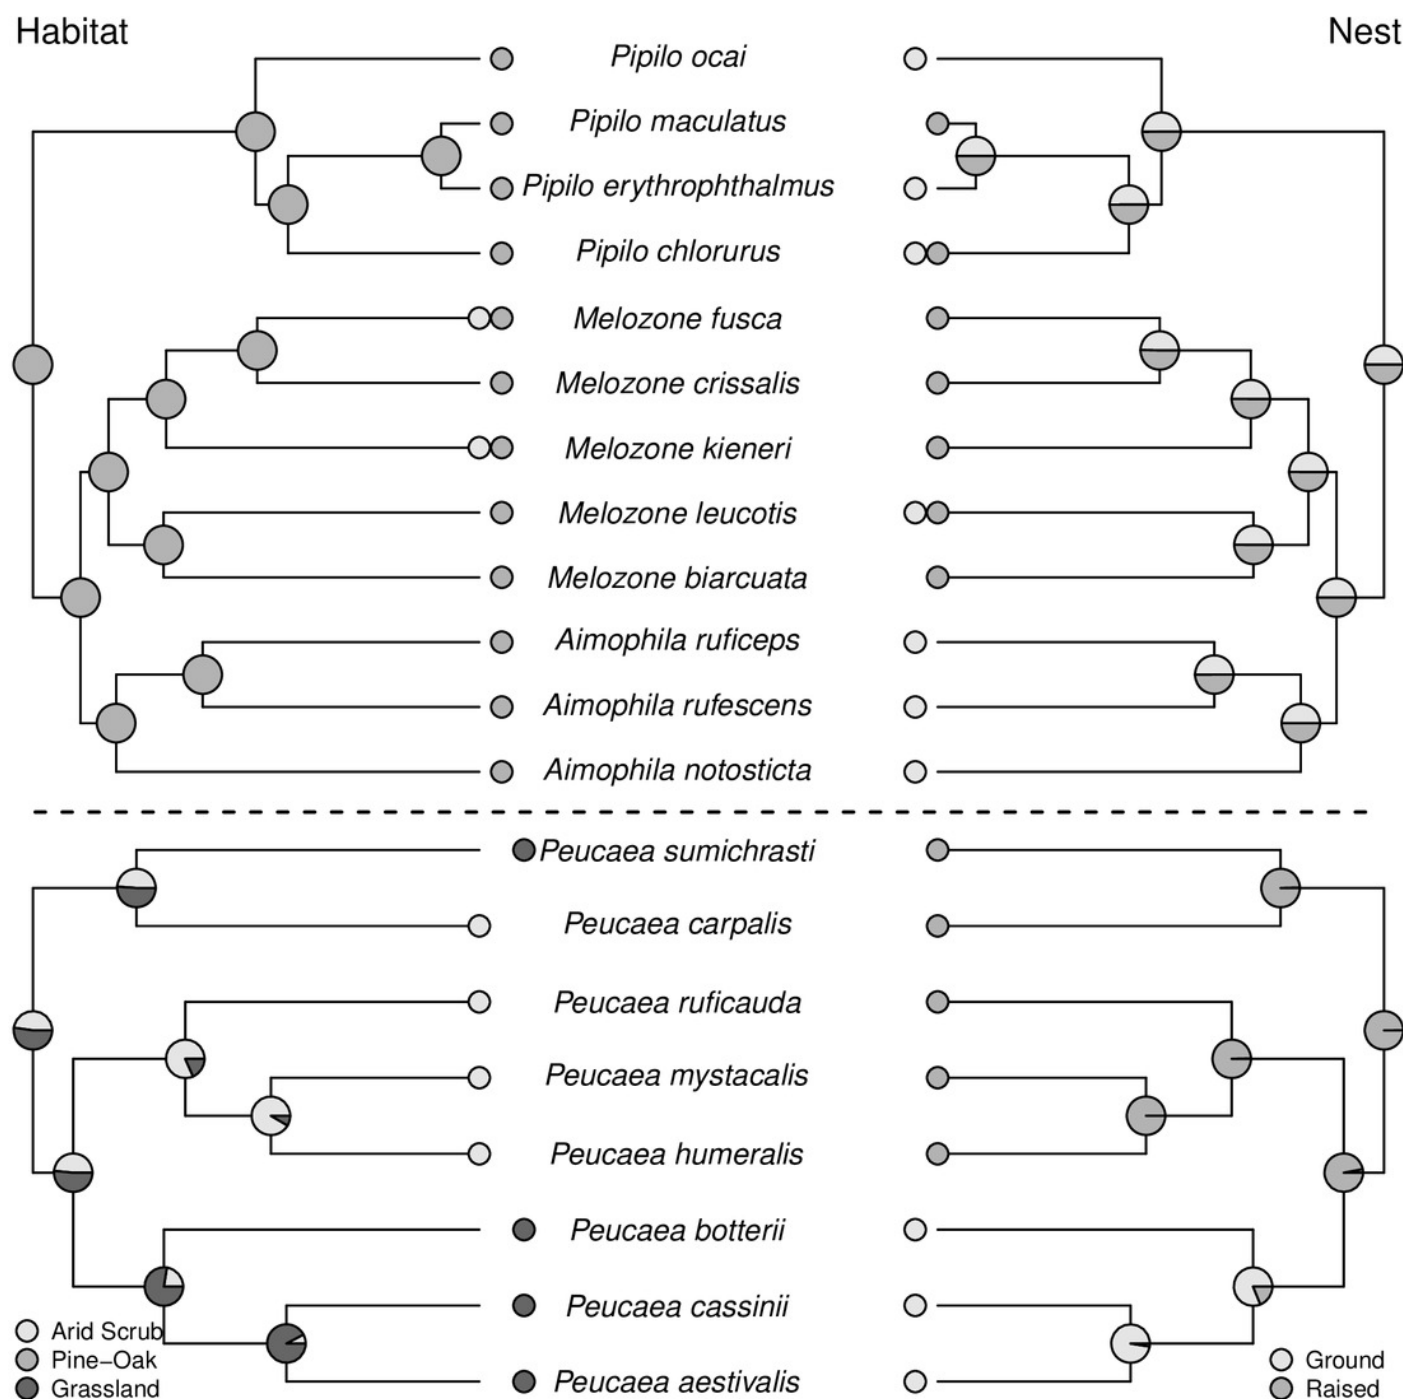 Habitat
Nest
Pipilo ocai
Pipilo maculatus
Pipilo erythrophthalmus
Pipilo chlorurus
Melozone fusca
Melozone crissalis
Melozone kieneri
Melozone leucotis
Melozone biarcuata
Aimophila ruficeps
Aimophila rufescens
Aimophila notosticta
Peucaea sumichrasti
Peucaea carpalis
Peucaea ruficauda
Peucaea mystacalis
Peucaea humeralis
Peucaea botterii
Peucaea cassinii
Peucaea aestivalis
Arid Scrub
Pine−Oak
Grassland
Ground
Raised